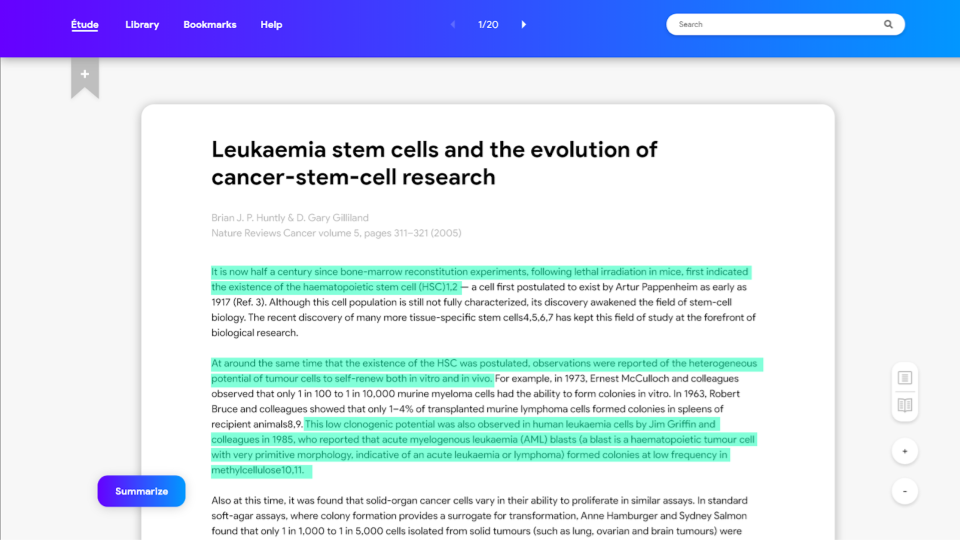 Étude Library Bookmarks Help 1/20 Search
+
Leukaemia stem cells and the evolution of
cancer-stem-cell research
Brian J. P. Huntly & D. Gary Gilliland
Nature Reviews Cancer volume 5, pages 311–321 (2005)
It is now half a century since bone-marrow reconstitution experiments, following lethal irradiation in mice, first indicated
the existence of the haematopoietic stem cell (HSC)1,2 — a cell first postulated to exist by Artur Pappenheim as early as
1917 (Ref. 3). Although this cell population is still not fully characterized, its discovery awakened the field of stem-cell
biology. The recent discovery of many more tissue-specific stem cells4,5,6,7 has kept this field of study at the forefront of
biological research.
At around the same time that the existence of the HSC was postulated, observations were reported of the heterogeneous
potential of tumour cells to self-renew both in vitro and in vivo. For example, in 1973, Ernest McCulloch and colleagues
observed that only 1 in 100 to 1 in 10,000 murine myeloma cells had the ability to form colonies in vitro. In 1963, Robert
Bruce and colleagues showed that only 1–4% of transplanted murine lymphoma cells formed colonies in spleens of
recipient animals8,9. This low clonogenic potential was also observed in human leukaemia cells by Jim Griffin and
colleagues in 1985, who reported that acute myelogenous leukaemia (AML) blasts (a blast is a haematopoietic tumour cell
with very primitive morphology, indicative of an acute leukaemia or lymphoma) formed colonies at low frequency in
methylcellulose10,11.
+
-
Summarize
Also at this time, it was found that solid-organ cancer cells vary in their ability to proliferate in similar assays. In standard
soft-agar assays, where colony formation provides a surrogate for transformation, Anne Hamburger and Sydney Salmon
found that only 1 in 1,000 to 1 in 5,000 cells isolated from solid tumours (such as lung, ovarian and brain tumours) were